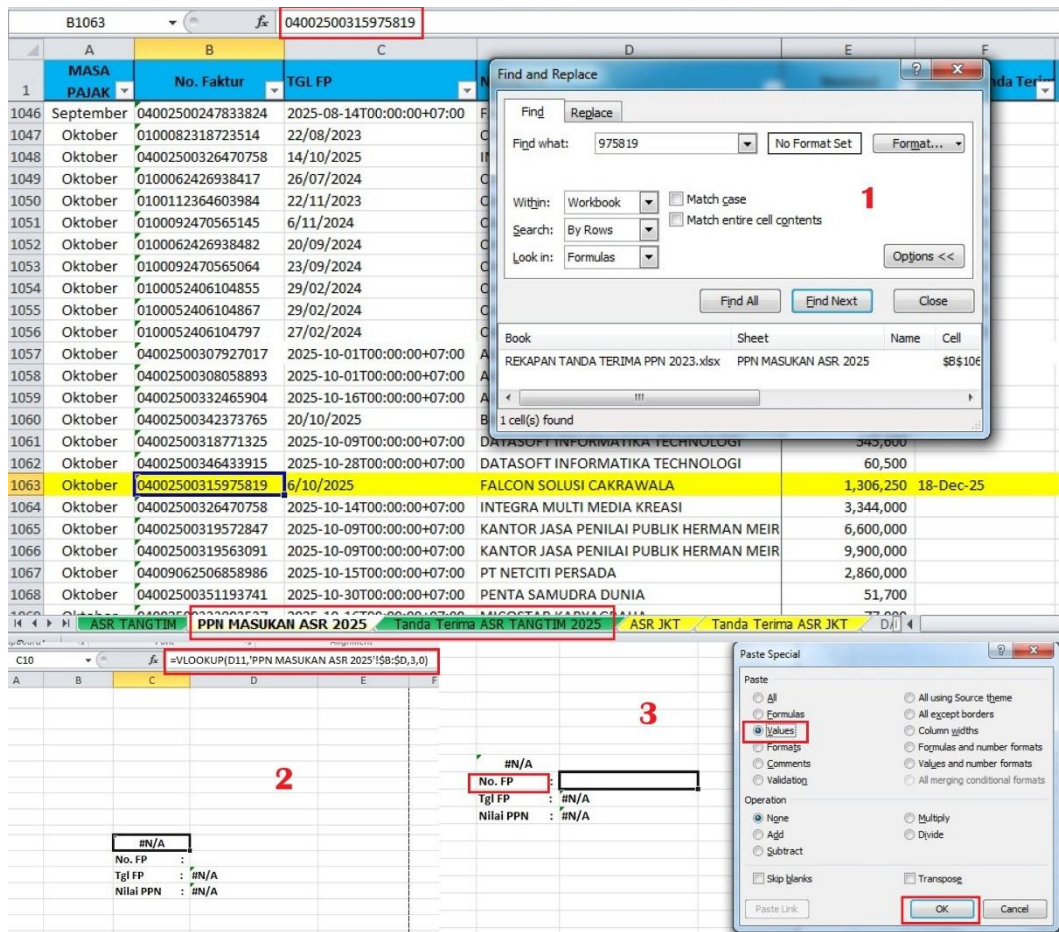 B1063 fx 04002500315975819
A B C D E F
1 MASA PAJAK No. Faktur TGL FP
1046 September 04002500247833824 2025-08-14T00:00:00+07:00
1047 Oktober 0100082318723514 22/08/2023
1048 Oktober 04002500326470758 14/10/2025
1049 Oktober 0100062426938417 26/07/2024
1050 Oktober 0100112364603984 22/11/2023
1051 Oktober 0100092470565145 6/11/2024
1052 Oktober 0100062426938482 20/09/2024
1053 Oktober 0100092470565064 23/09/2024
1054 Oktober 0100052406104855 29/02/2024
1055 Oktober 0100052406104867 29/02/2024
1056 Oktober 0100052406104797 27/02/2024
1057 Oktober 04002500307927017 2025-10-01T00:00:00+07:00
1058 Oktober 04002500308058893 2025-10-01T00:00:00+07:00
1059 Oktober 04002500332465904 2025-10-16T00:00:00+07:00
1060 Oktober 04002500342373765 20/10/2025
1061 Oktober 04002500318771325 2025-10-09T00:00:00+07:00 DATASOFT INFORMATIKA TECHNOLOGI 545,600
1062 Oktober 04002500346433915 2025-10-28T00:00:00+07:00 DATASOFT INFORMATIKA TECHNOLOGI 60,500
1063 Oktober 04002500315975819 6/10/2025 FALCON SOLUSI CAKRAWALA 1,306,250 18-Dec-25
1064 Oktober 04002500326470758 2025-10-14T00:00:00+07:00 INTEGRA MULTI MEDIA KREASI 3,344,000
1065 Oktober 04002500319572847 2025-10-09T00:00:00+07:00 KANTOR JASA PENILAI PUBLIK HERMAN MEIR 6,600,000
1066 Oktober 04002500319563091 2025-10-09T00:00:00+07:00 KANTOR JASA PENILAI PUBLIK HERMAN MEIR 9,900,000
1067 Oktober 04009062506858986 2025-10-15T00:00:00+07:00 PT NETCITI PERSADA 2,860,000
1068 Oktober 04002500351193741 2025-10-30T00:00:00+07:00 PENTA SAMUDRA DUNIA 51,700
ASR TANGTIM PPN MASUKAN ASR 2025 Tanda Terima ASR TANGTIM 2025 ASR JKT Tanda Terima ASR JKT
Find and Replace
Find Replace
Find what: 975819 No Format Set Format...
1
Within: Workbook Match case
Search: By Rows Match entire cell contents
Look in: Formulas Options <<
Find All Find Next Close
Book Sheet Name Cell
REKAPAN TANDA TERIMA PPN 2023.xlsx PPN MASUKAN ASR 2025 $B$106
1 cell(s) found
C10 fx =VLOOKUP(D11,'PPN MASUKAN ASR 2025'!$B:$D,3,0)
A B C D E F
2
#N/A
No. FP :
Tgl FP : #N/A
Nilai PPN : #N/A
3
#N/A
No. FP :
Tgl FP : #N/A
Nilai PPN : #N/A
Paste Special
Paste
All All using Source theme
Formulas All except borders
Values Column widths
Formats Formulas and number formats
Comments Values and number formats
Validation All merging conditional formats
Operation
None Multiply
Add Divide
Subtract
Skip blanks Transpose
Paste Link OK Cancel